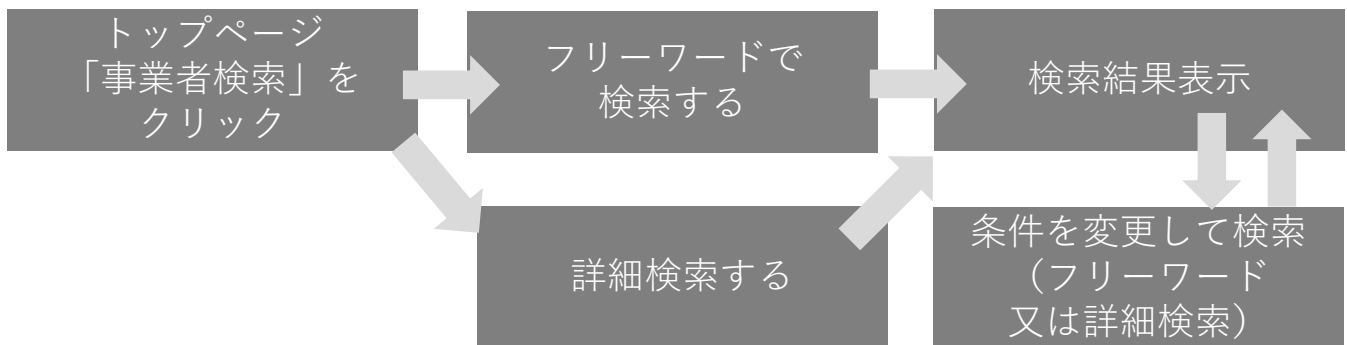 トップページ
「事業者検索」を
クリック
フリーワードで
検索する
検索結果表示
詳細検索する
条件を変更して検索
（フリーワード
又は詳細検索）